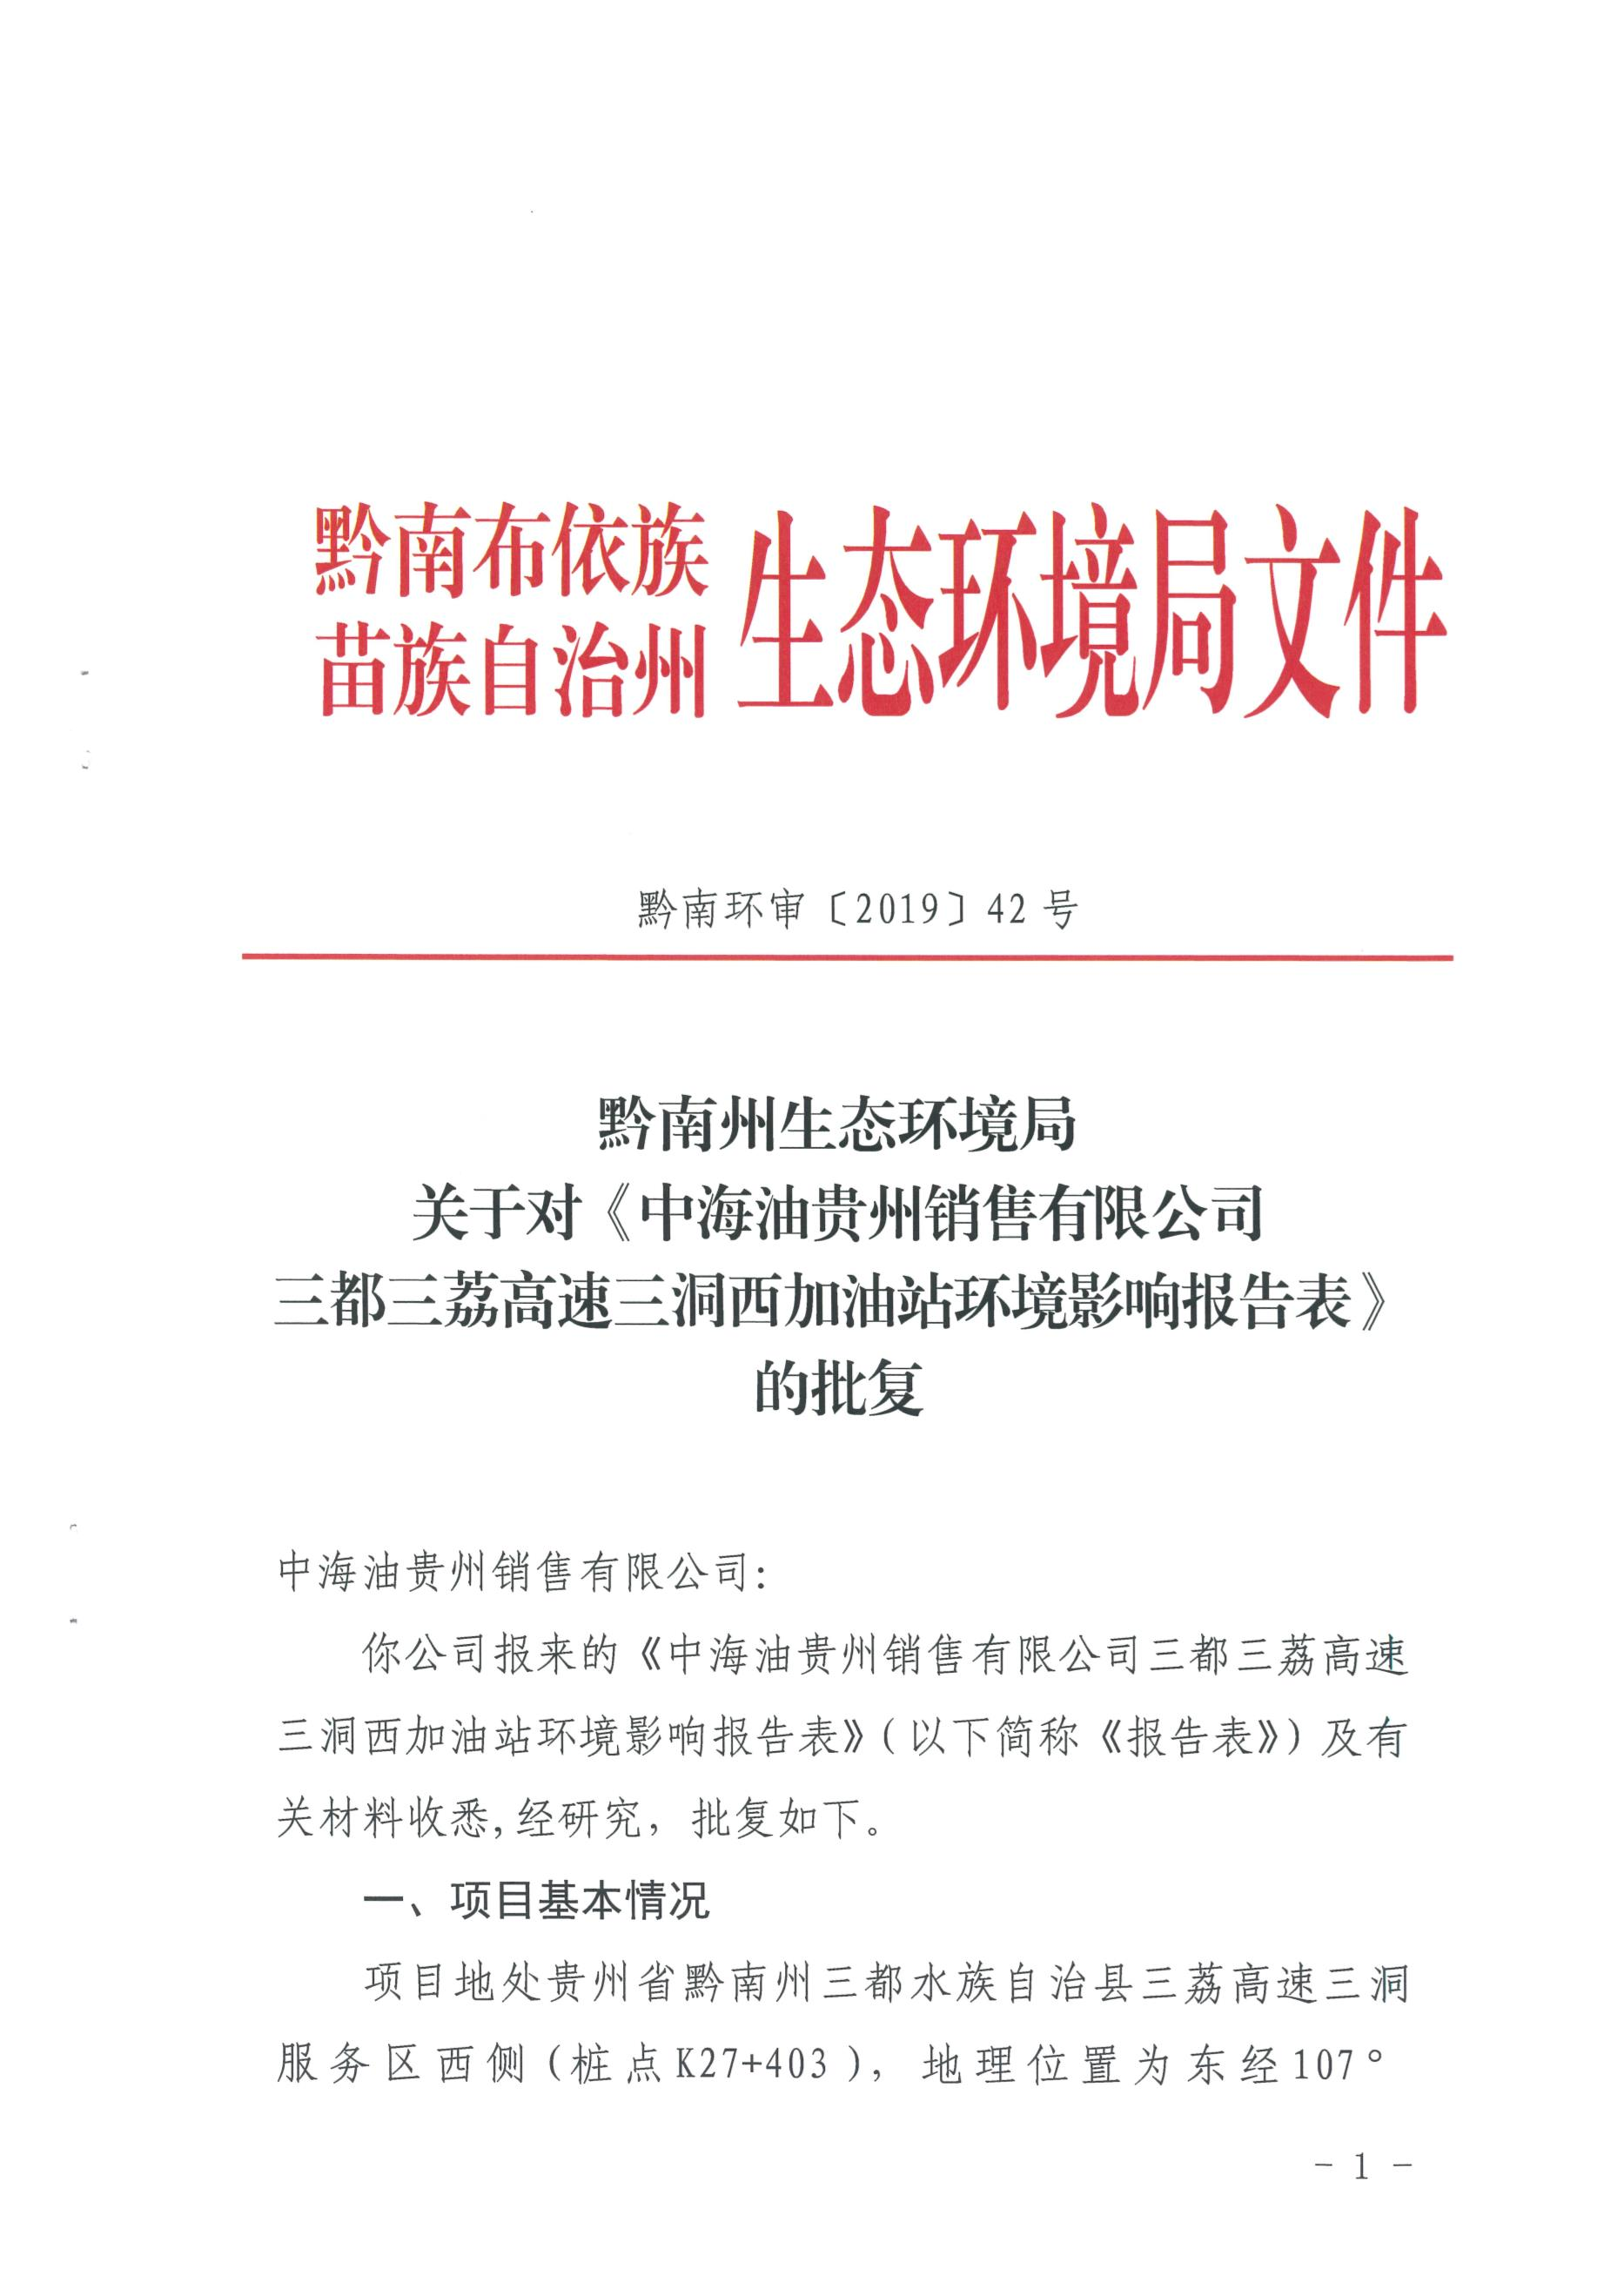 黔南布依族
苗族自治州
生态环境局文件
黔南环审〔2019〕42 号
黔南州生态环境局
关于对《中海油贵州销售有限公司
三都三荔高速三洞西加油站环境影响报告表》
的批复
中海油贵州销售有限公司:
你公司报来的《中海油贵州销售有限公司三都三荔高速
三洞西加油站环境影响报告表》(以下简称《报告表》)及有
关材料收悉,经研究，批复如下。
一、项目基本情况
项目地处贵州省黔南州三都水族自治县三荔高速三洞
服务区西侧(桩点K27+403)，地理位置为东经107°
- 1 -